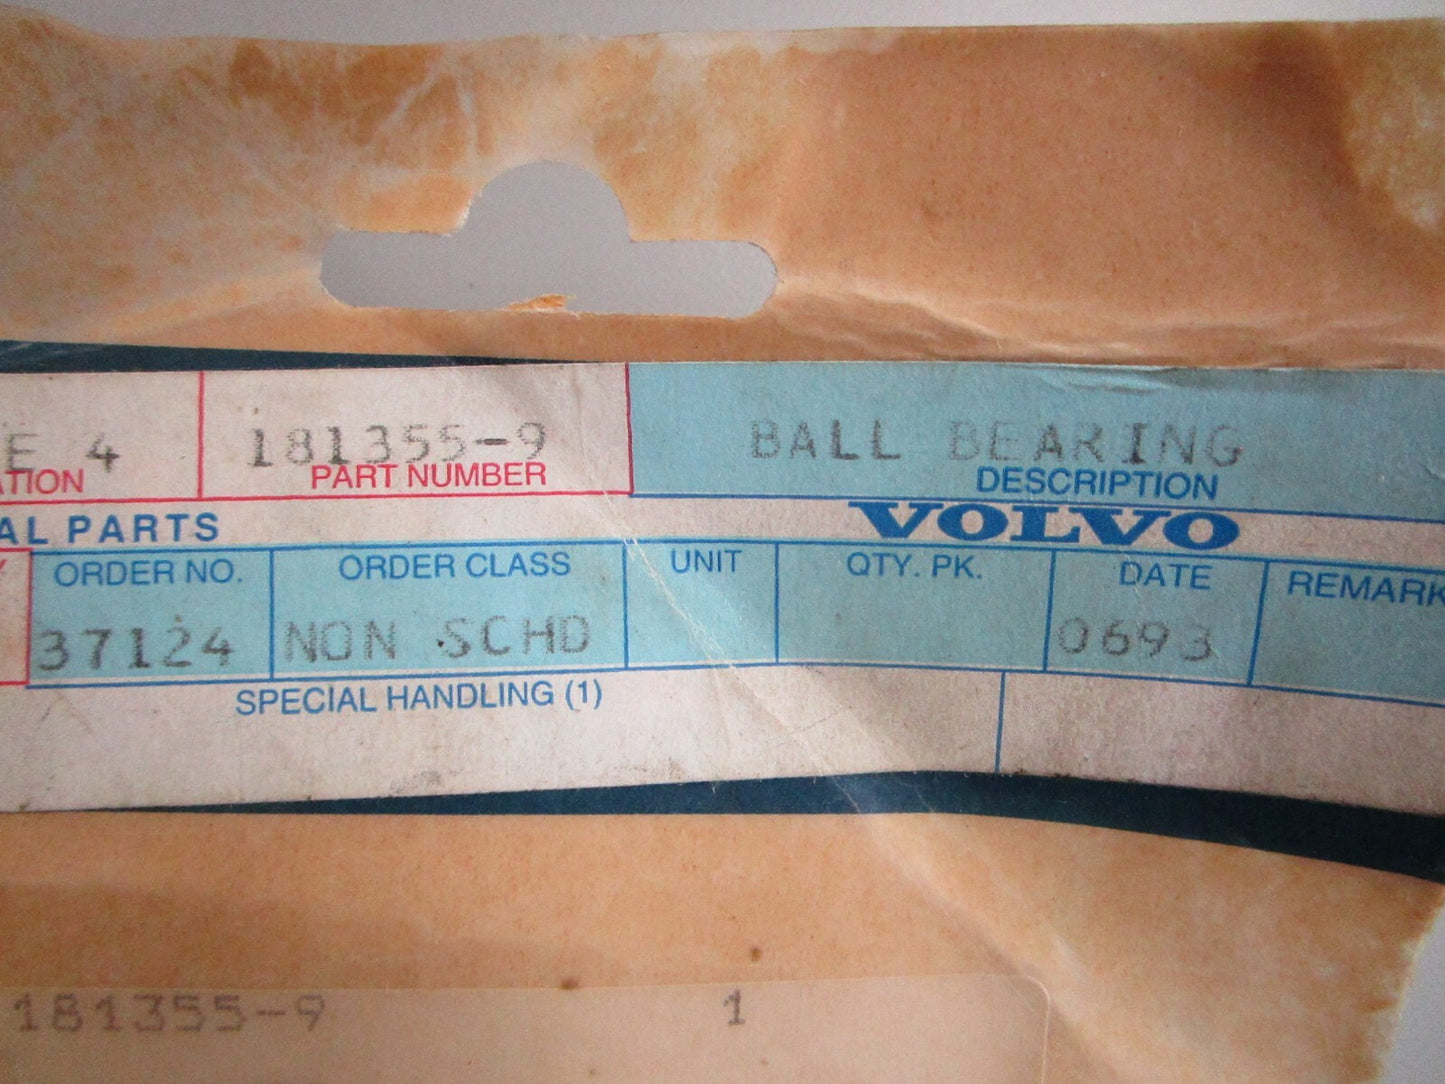 E 4 181355-9 BALL BEARING
ATION PART NUMBER DESCRIPTION
AL PARTS VOLVO
Y ORDER NO. ORDER CLASS UNIT QTY. PK. DATE REMARK
37124 NON SCHD 0693
SPECIAL HANDLING (1)
181355-9 1